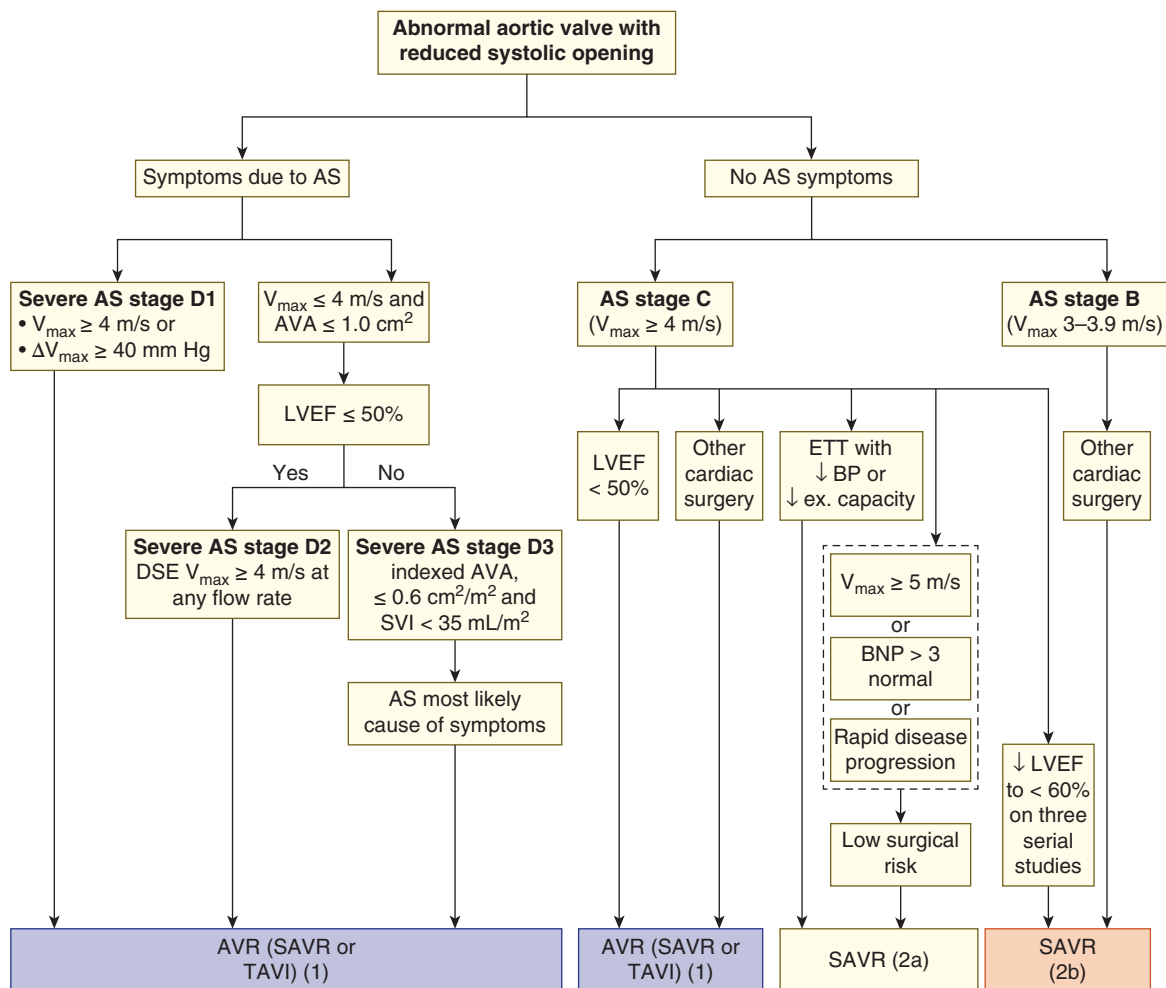 Abnormal aortic valve with
reduced systolic opening
Symptoms due to AS
No AS symptoms
Severe AS stage D1
• Vmax ≥ 4 m/s or
• ΔVmax ≥ 40 mm Hg
Vmax ≤ 4 m/s and
AVA ≤ 1.0 cm²
AS stage C
(Vmax ≥ 4 m/s)
AS stage B
(Vmax 3–3.9 m/s)
LVEF ≤ 50%
Yes
No
LVEF
< 50%
Other
cardiac
surgery
ETT with
↓ BP or
↓ ex. capacity
Other
cardiac
surgery
Severe AS stage D2
DSE Vmax ≥ 4 m/s at
any flow rate
Severe AS stage D3
indexed AVA,
≤ 0.6 cm²/m² and
SVI < 35 mL/m²
Vmax ≥ 5 m/s
or
BNP > 3
normal
or
Rapid disease
progression
AS most likely
cause of symptoms
↓ LVEF
to < 60%
on three
serial
studies
Low surgical
risk
AVR (SAVR or
TAVI) (1)
AVR (SAVR or
TAVI) (1)
SAVR (2a)
SAVR
(2b)